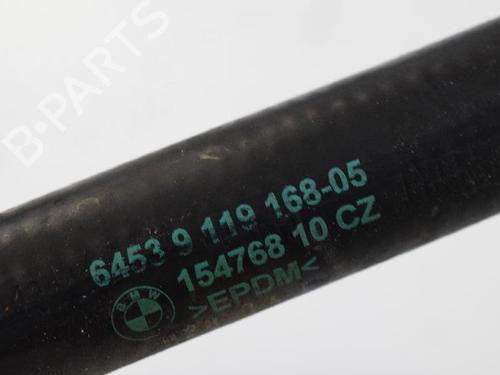 B-PARTS
6453 9 119 168-05
154768 10 CZ
BMW
>EPDM<